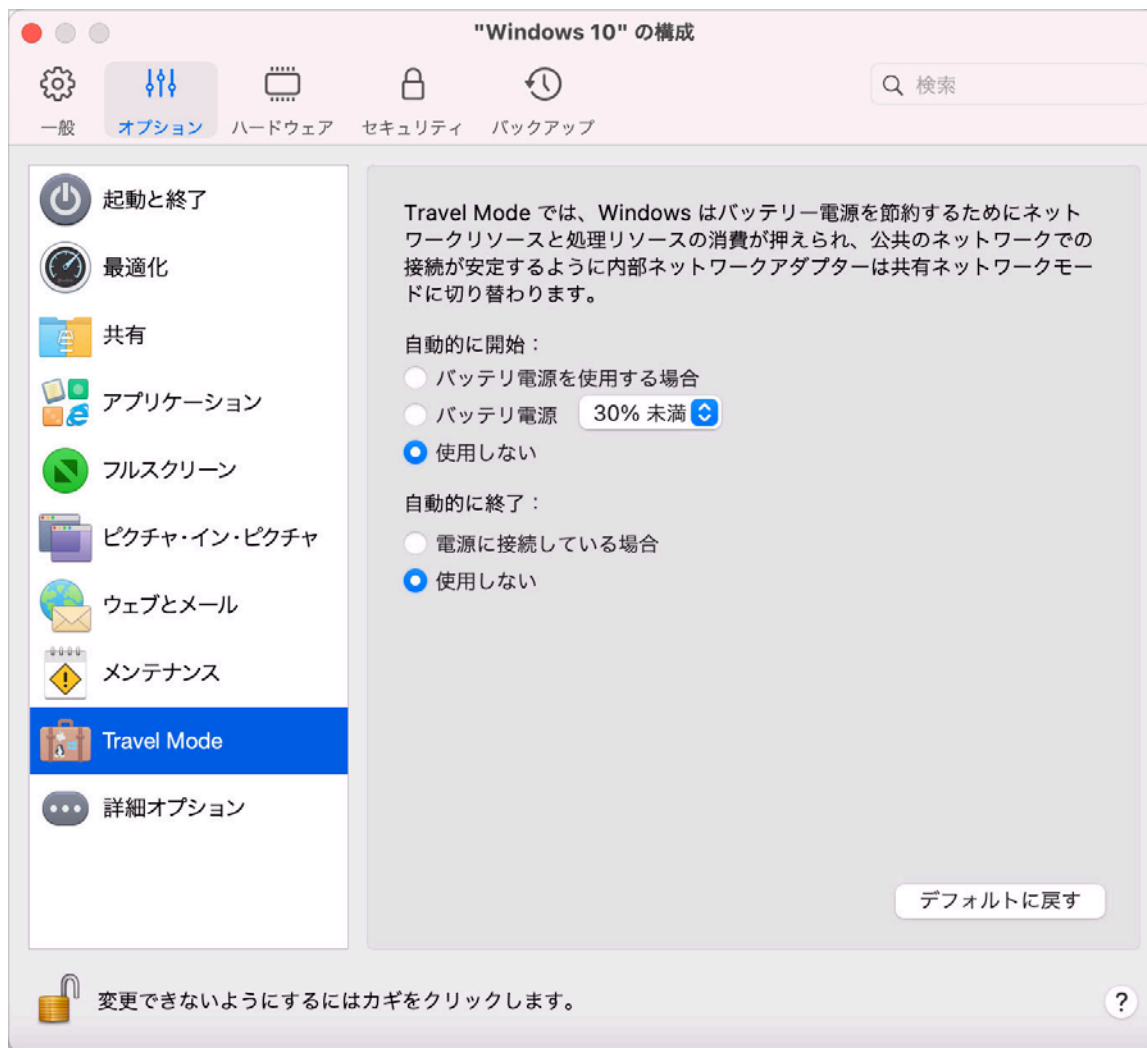 "Windows 10" の構成
一般
オプション
ハードウェア
セキュリティ
バックアップ
検索
起動と終了
最適化
共有
アプリケーション
フルスクリーン
ピクチャ・イン・ピクチャ
ウェブとメール
メンテナンス
Travel Mode
詳細オプション
Travel Mode では、Windows はバッテリー電源を節約するためにネット
ワークリソースと処理リソースの消費が押えられ、公共のネットワークでの
接続が安定するように内部ネットワークアダプターは共有ネットワークモー
ドに切り替わります。
自動的に開始：
バッテリ電源を使用する場合
バッテリ電源 30% 未満
使用しない
自動的に終了：
電源に接続している場合
使用しない
デフォルトに戻す
変更できないようにするにはカギをクリックします。
?